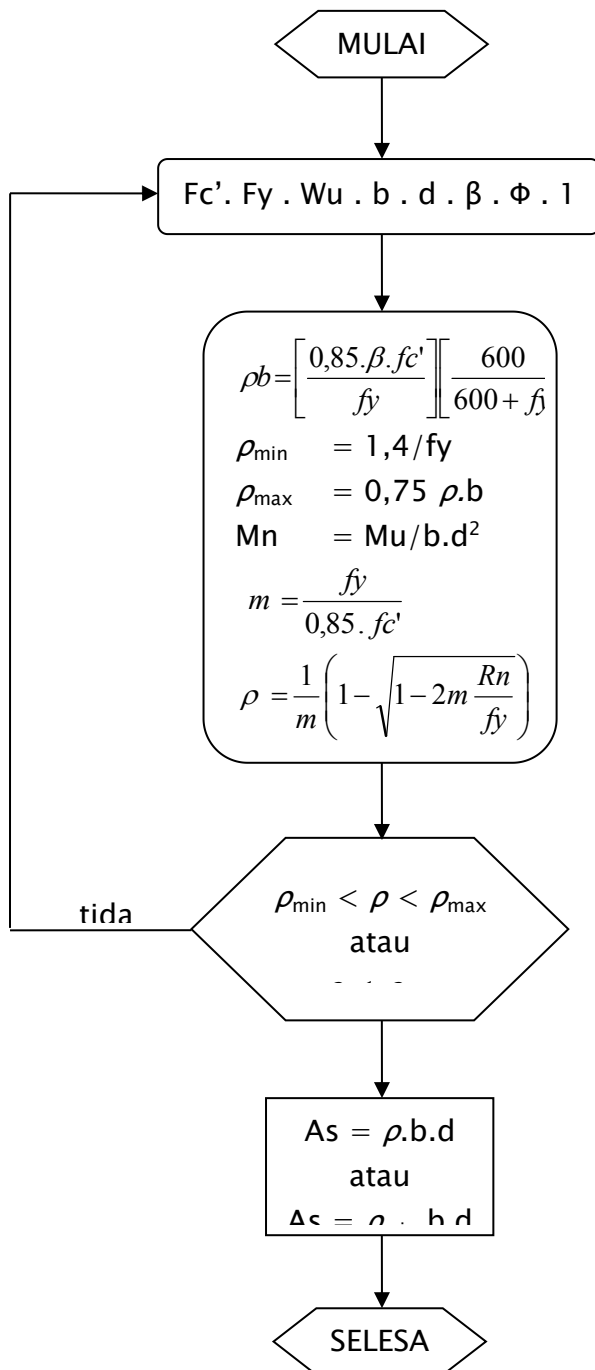 MULAI
Fc'. Fy . Wu . b . d . β . Φ . 1
ρb = [0,85.β.fc' / fy] [600 / 600 + fy
ρmin = 1,4/fy
ρmax = 0,75 ρ.b
Mn = Mu/b.d²
m = fy / 0,85. fc'
ρ = 1/m (1 − √(1 − 2m Rn/fy))
ρmin < ρ < ρmax
tida
atau
As = ρ.b.d
atau
As = ρ b.d
SELESA